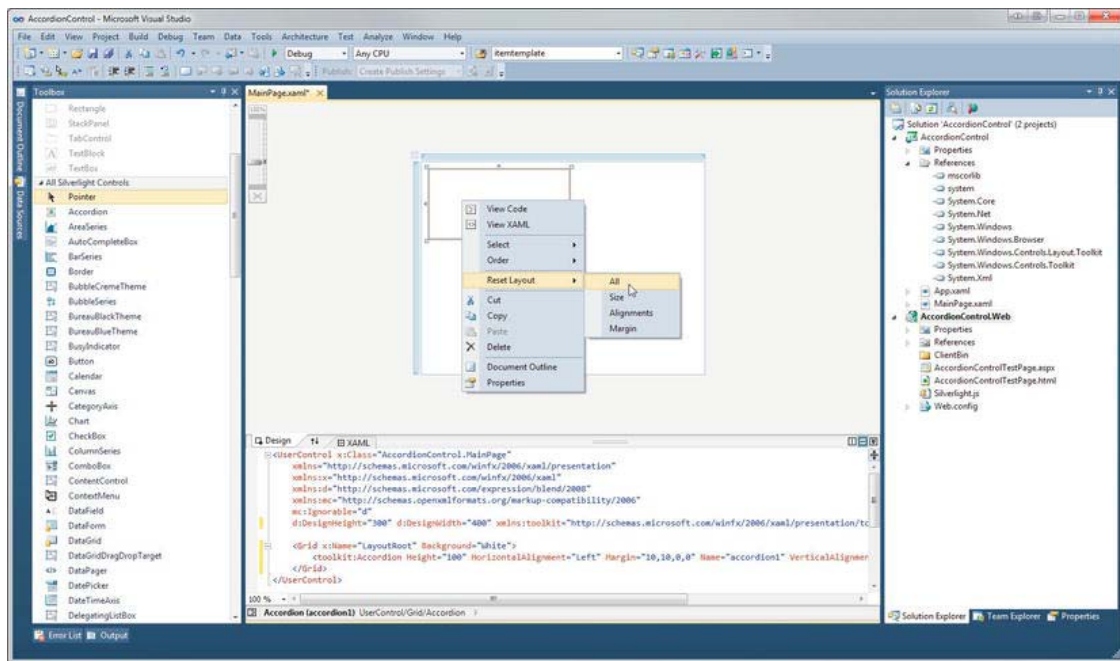 AccordionControl - Microsoft Visual Studio
File Edit View Project Build Debug Team Data Tools Architecture Test Analyze Window Help
Debug Any CPU itemtemplate
Publish: Create Publish Settings
Document Outline
Data Sources
Toolbox
Rectangle
StackPanel
TabControl
TextBlock
TextBox
All Silverlight Controls
Pointer
Accordion
AreaSeries
AutoCompleteBox
BarSeries
Border
BubbleCremeTheme
BubbleSeries
BureauBlackTheme
BureauBlueTheme
BusyIndicator
Button
Calendar
Canvas
CategoryAxis
Chart
CheckBox
ColumnSeries
ComboBox
ContentControl
ContextMenu
DataField
DataForm
DataGrid
DataGridDragDropTarget
DataPager
DatePicker
DateTimeAxis
DelegatingListBox
MainPage.xaml*
100%
View Code
View XAML
Select
Order
Reset Layout
Cut
Copy
Paste
Delete
Document Outline
Properties
All
Size
Alignments
Margin
Design XAML
<UserControl x:Class="AccordionControl.MainPage"
xmlns="http://schemas.microsoft.com/winfx/2006/xaml/presentation"
xmlns:x="http://schemas.microsoft.com/winfx/2006/xaml"
xmlns:d="http://schemas.microsoft.com/expression/blend/2008"
xmlns:mc="http://schemas.openxmlformats.org/markup-compatibility/2006"
mc:Ignorable="d"
d:DesignHeight="300" d:DesignWidth="400" xmlns:toolkit="http://schemas.microsoft.com/winfx/2006/xaml/presentation/to
<Grid x:Name="LayoutRoot" Background="White">
<toolkit:Accordion Height="100" HorizontalAlignment="Left" Margin="10,10,0,0" Name="accordion1" VerticalAlignmen
</Grid>
</UserControl>
100 %
Accordion (accordion1) UserControl/Grid/Accordion
Solution Explorer
Solution 'AccordionControl' (2 projects)
AccordionControl
Properties
References
mscorlib
system
System.Core
System.Net
System.Windows
System.Windows.Browser
System.Windows.Controls.Layout.Toolkit
System.Windows.Controls.Toolkit
System.Xml
App.xaml
MainPage.xaml
AccordionControl.Web
Properties
References
ClientBin
AccordionControlTestPage.aspx
AccordionControlTestPage.html
Silverlight.js
Web.config
Solution Explorer Team Explorer Properties
Error List Output